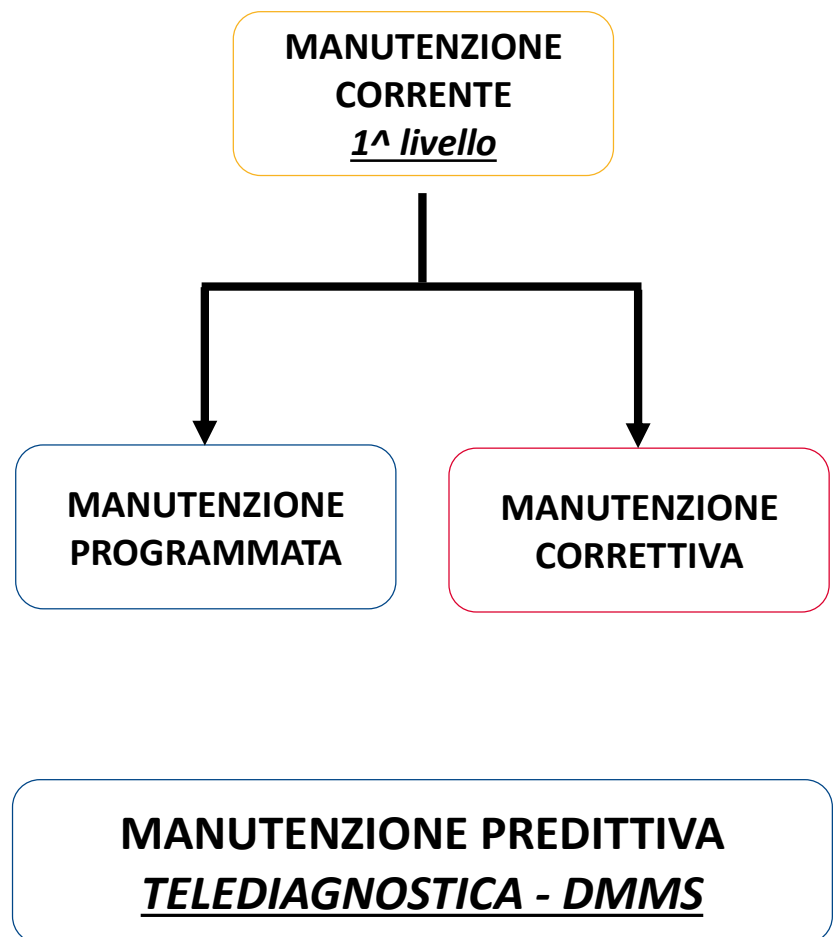 MANUTENZIONE
CORRENTE
1^ livello
MANUTENZIONE
PROGRAMMATA
MANUTENZIONE
CORRETTIVA
MANUTENZIONE PREDITTIVA
TELEDIAGNOSTICA - DMMS